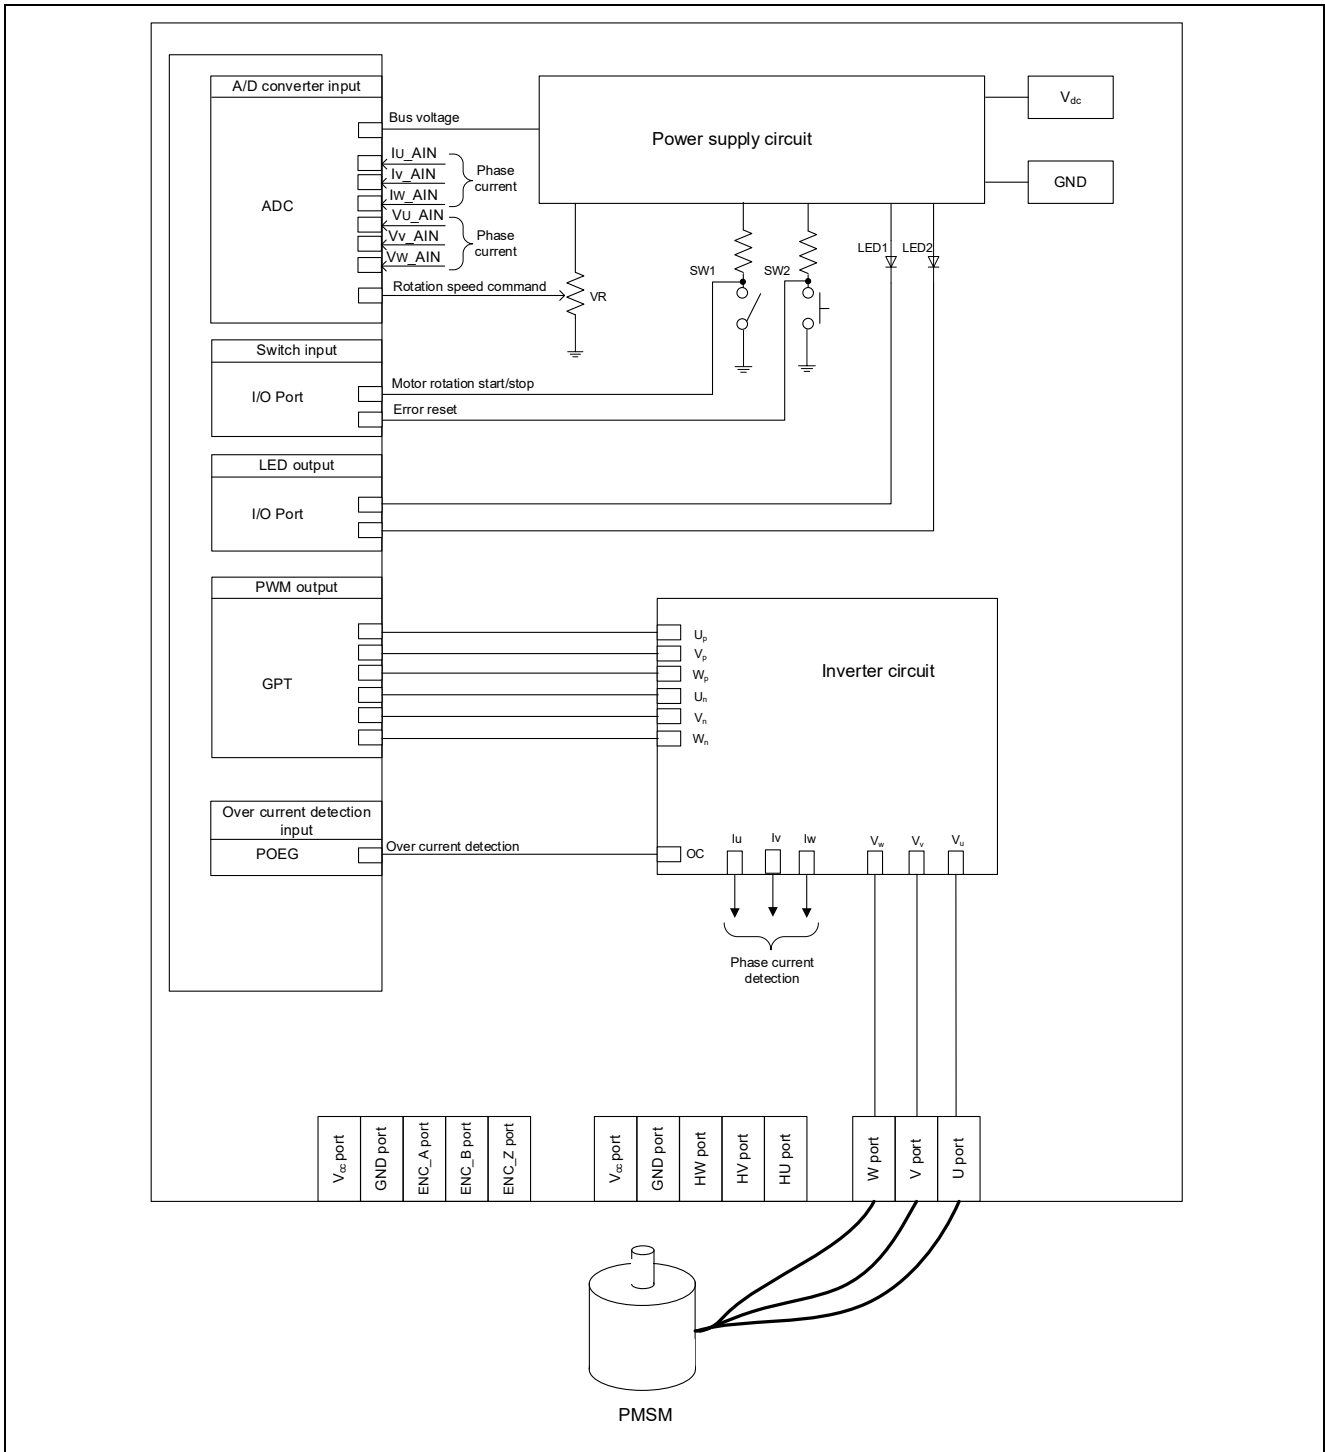 A/D converter input
ADC
Bus voltage
IU_AIN
Iv_AIN
IW_AIN
Phase
current
VU_AIN
Vv_AIN
VW_AIN
Phase
current
Rotation speed command
Power supply circuit
Vdc
GND
VR
SW1
SW2
LED1
LED2
Switch input
I/O Port
Motor rotation start/stop
Error reset
LED output
I/O Port
PWM output
GPT
Up
Vp
Wp
Un
Vn
Wn
Inverter circuit
Over current detection
input
POEG
Over current detection
OC
Iu
Iv
Iw
Vw
Vv
Vu
Phase current
detection
Vcc port
GND port
ENC_A port
ENC_B port
ENC_Z port
Vcc port
GND port
HW port
HV port
HU port
W port
V port
U port
PMSM